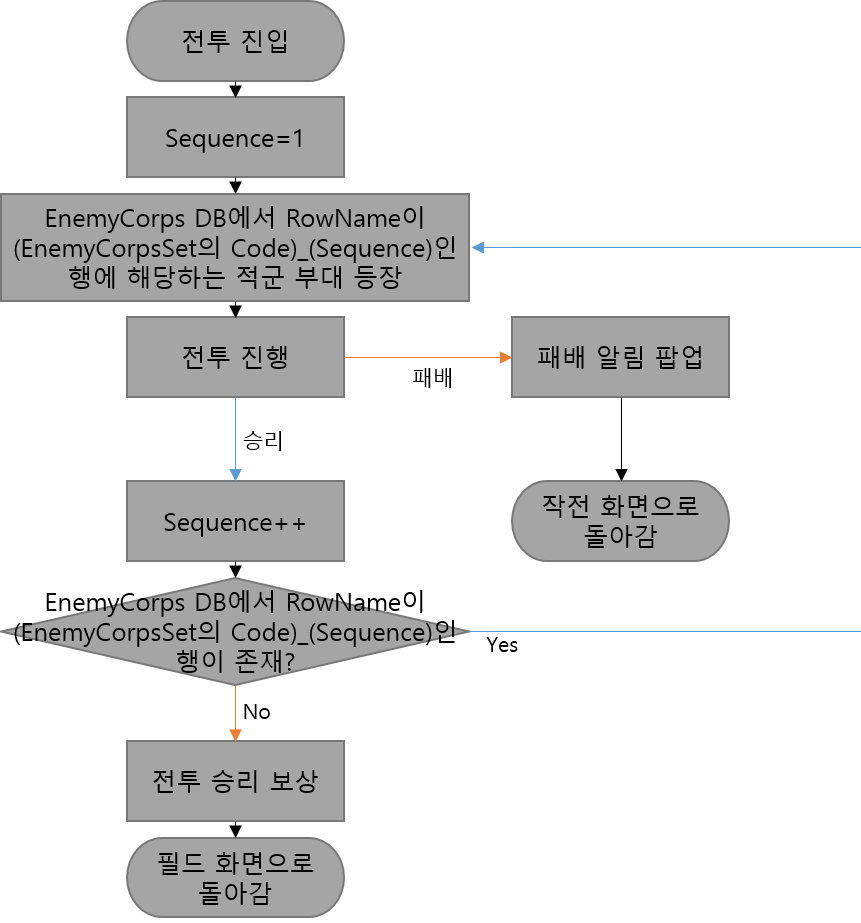 전투 진입
Sequence=1
EnemyCorps DB에서 RowName이
(EnemyCorpsSet의 Code)_(Sequence)인
행에 해당하는 적군 부대 등장
전투 진행
패배
패배 알림 팝업
승리
작전 화면으로
돌아감
Sequence++
EnemyCorps DB에서 RowName이
(EnemyCorpsSet의 Code)_(Sequence)인
행이 존재?
Yes
No
전투 승리 보상
필드 화면으로
돌아감